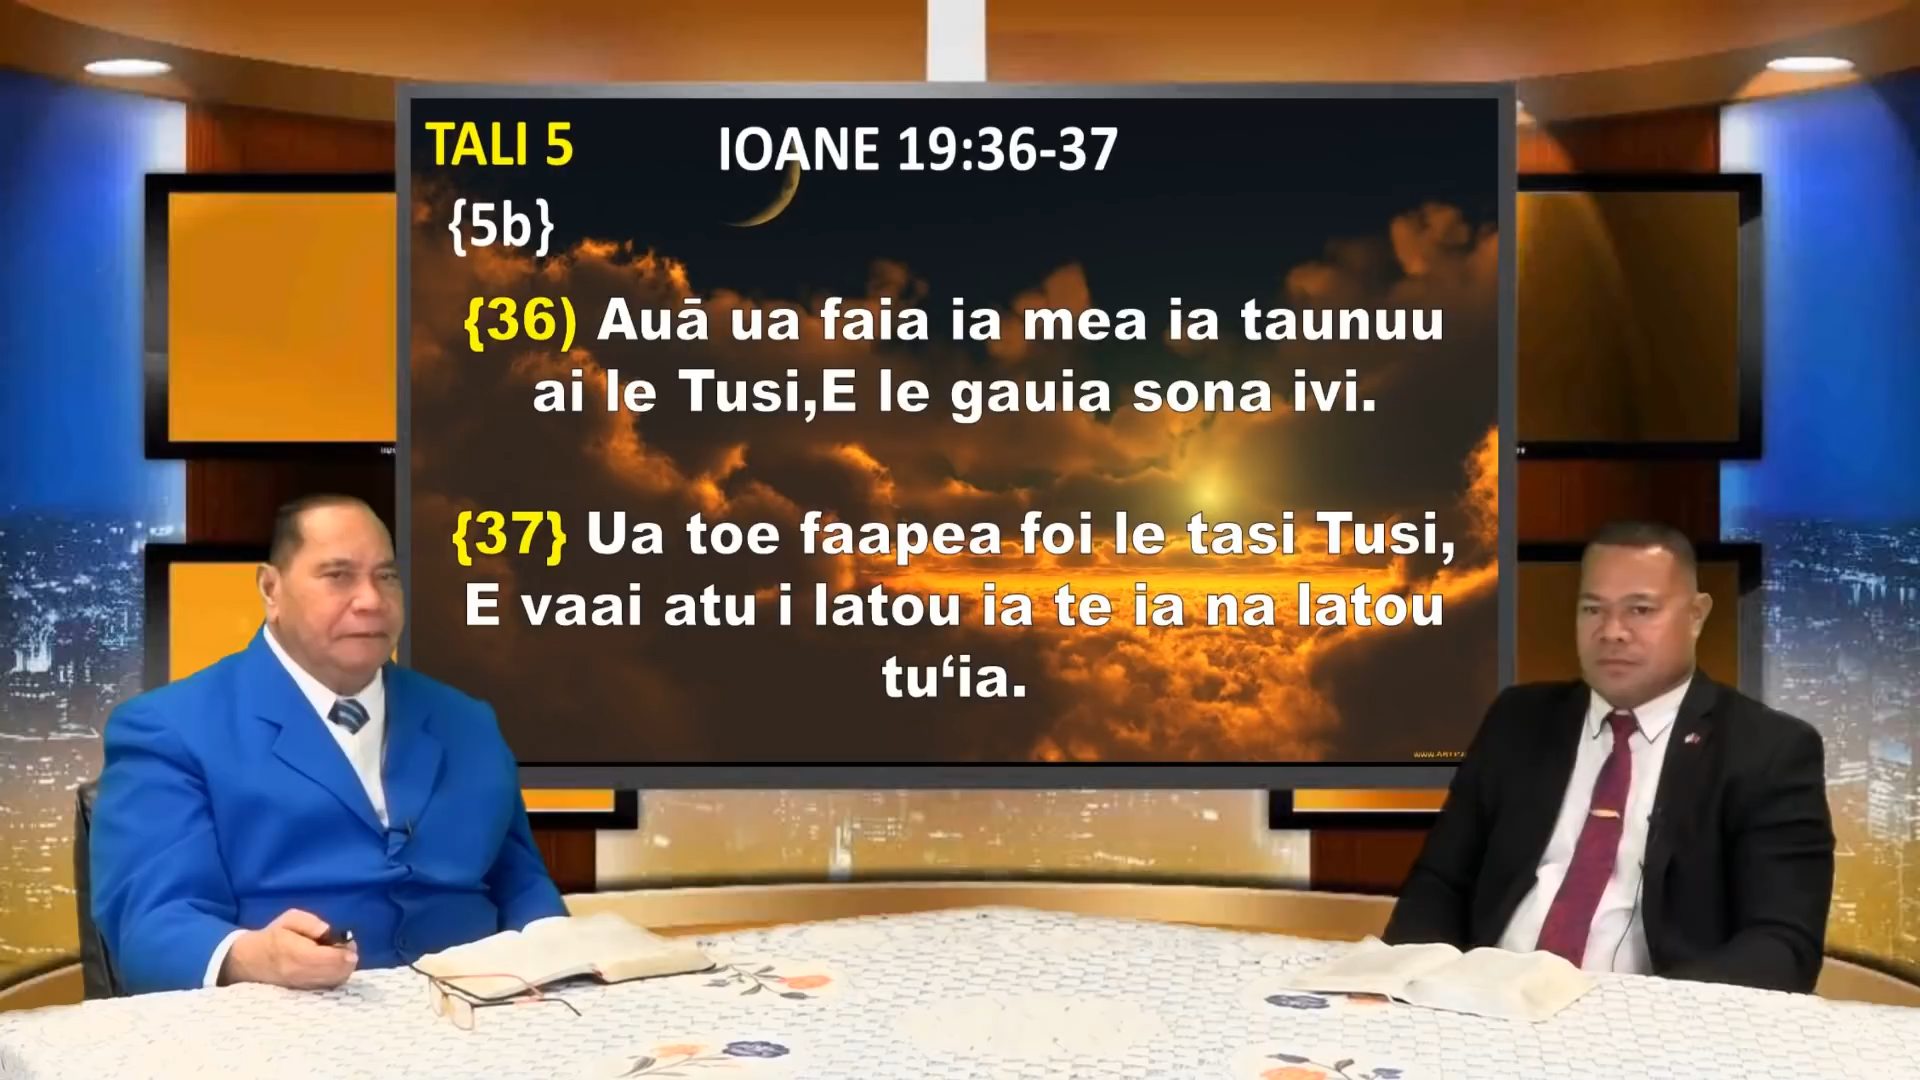 TALI 5
IOANE 19:36-37
{5b}
{36) Auā ua faia ia mea ia taunuu
ai le Tusi,E le gauia sona ivi.
{37} Ua toe faapea foi le tasi Tusi,
E vaai atu i latou ia te ia na latou
tu‘ia.